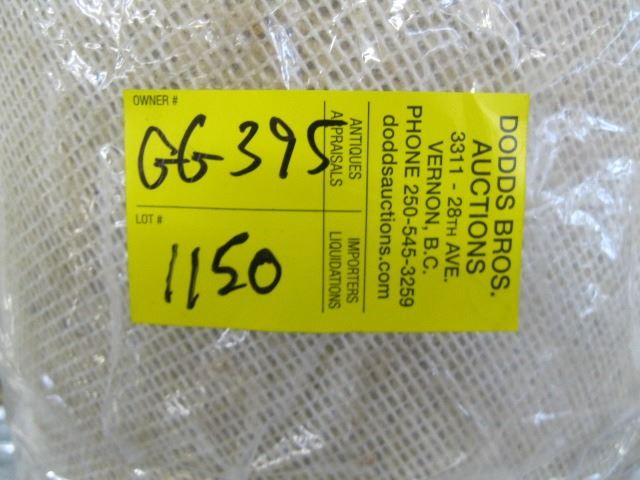 OWNER #
GG 395
LOT #
1150
ANTIQUES
APPRAISALS
IMPORTERS
LIQUIDATIONS
DODDS BROS.
AUCTIONS
3311 - 28TH AVE.
VERNON, B.C.
PHONE 250-545-3259
doddsauctions.com